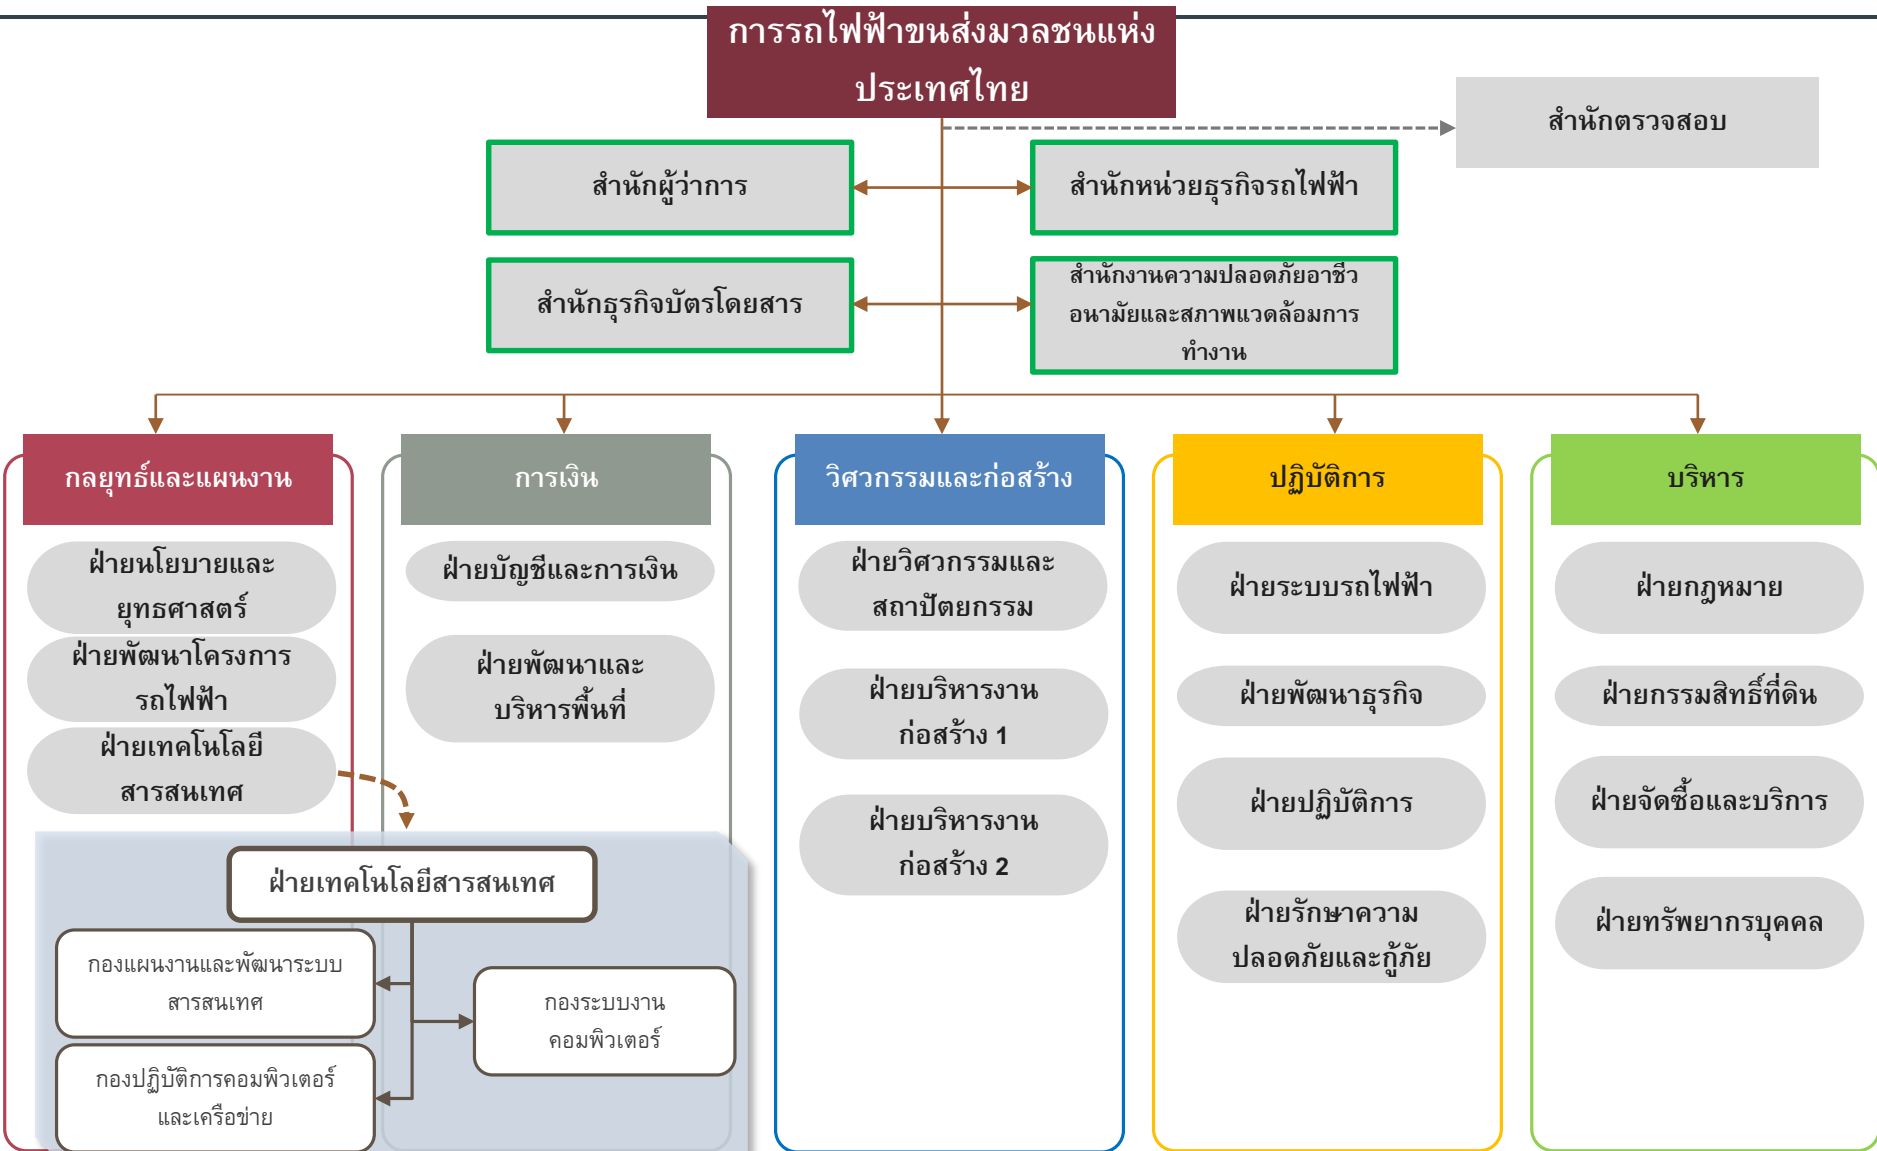 การรถไฟฟ้าขนส่งมวลชนแห่ง
ประเทศไทย
สำนักตรวจสอบ
สำนักผู้ว่าการ
สำนักหน่วยธุรกิจรถไฟฟ้า
สำนักธุรกิจบัตรโดยสาร
สำนักงานความปลอดภัยอาชีว
อนามัยและสภาพแวดล้อมการ
ทำงาน
กลยุทธ์และแผนงาน
ฝ่ายนโยบายและ
ยุทธศาสตร์
ฝ่ายพัฒนาโครงการ
รถไฟฟ้า
ฝ่ายเทคโนโลยี
สารสนเทศ
การเงิน
ฝ่ายบัญชีและการเงิน
ฝ่ายพัฒนาและ
บริหารพื้นที่
วิศวกรรมและก่อสร้าง
ฝ่ายวิศวกรรมและ
สถาปัตยกรรม
ฝ่ายบริหารงาน
ก่อสร้าง 1
ฝ่ายบริหารงาน
ก่อสร้าง 2
ปฏิบัติการ
ฝ่ายระบบรถไฟฟ้า
ฝ่ายพัฒนาธุรกิจ
ฝ่ายปฏิบัติการ
ฝ่ายรักษาความ
ปลอดภัยและกู้ภัย
บริหาร
ฝ่ายกฎหมาย
ฝ่ายกรรมสิทธิ์ที่ดิน
ฝ่ายจัดซื้อและบริการ
ฝ่ายทรัพยากรบุคคล
ฝ่ายเทคโนโลยีสารสนเทศ
กองแผนงานและพัฒนาระบบ
สารสนเทศ
กองระบบงาน
คอมพิวเตอร์
กองปฏิบัติการคอมพิวเตอร์
และเครือข่าย